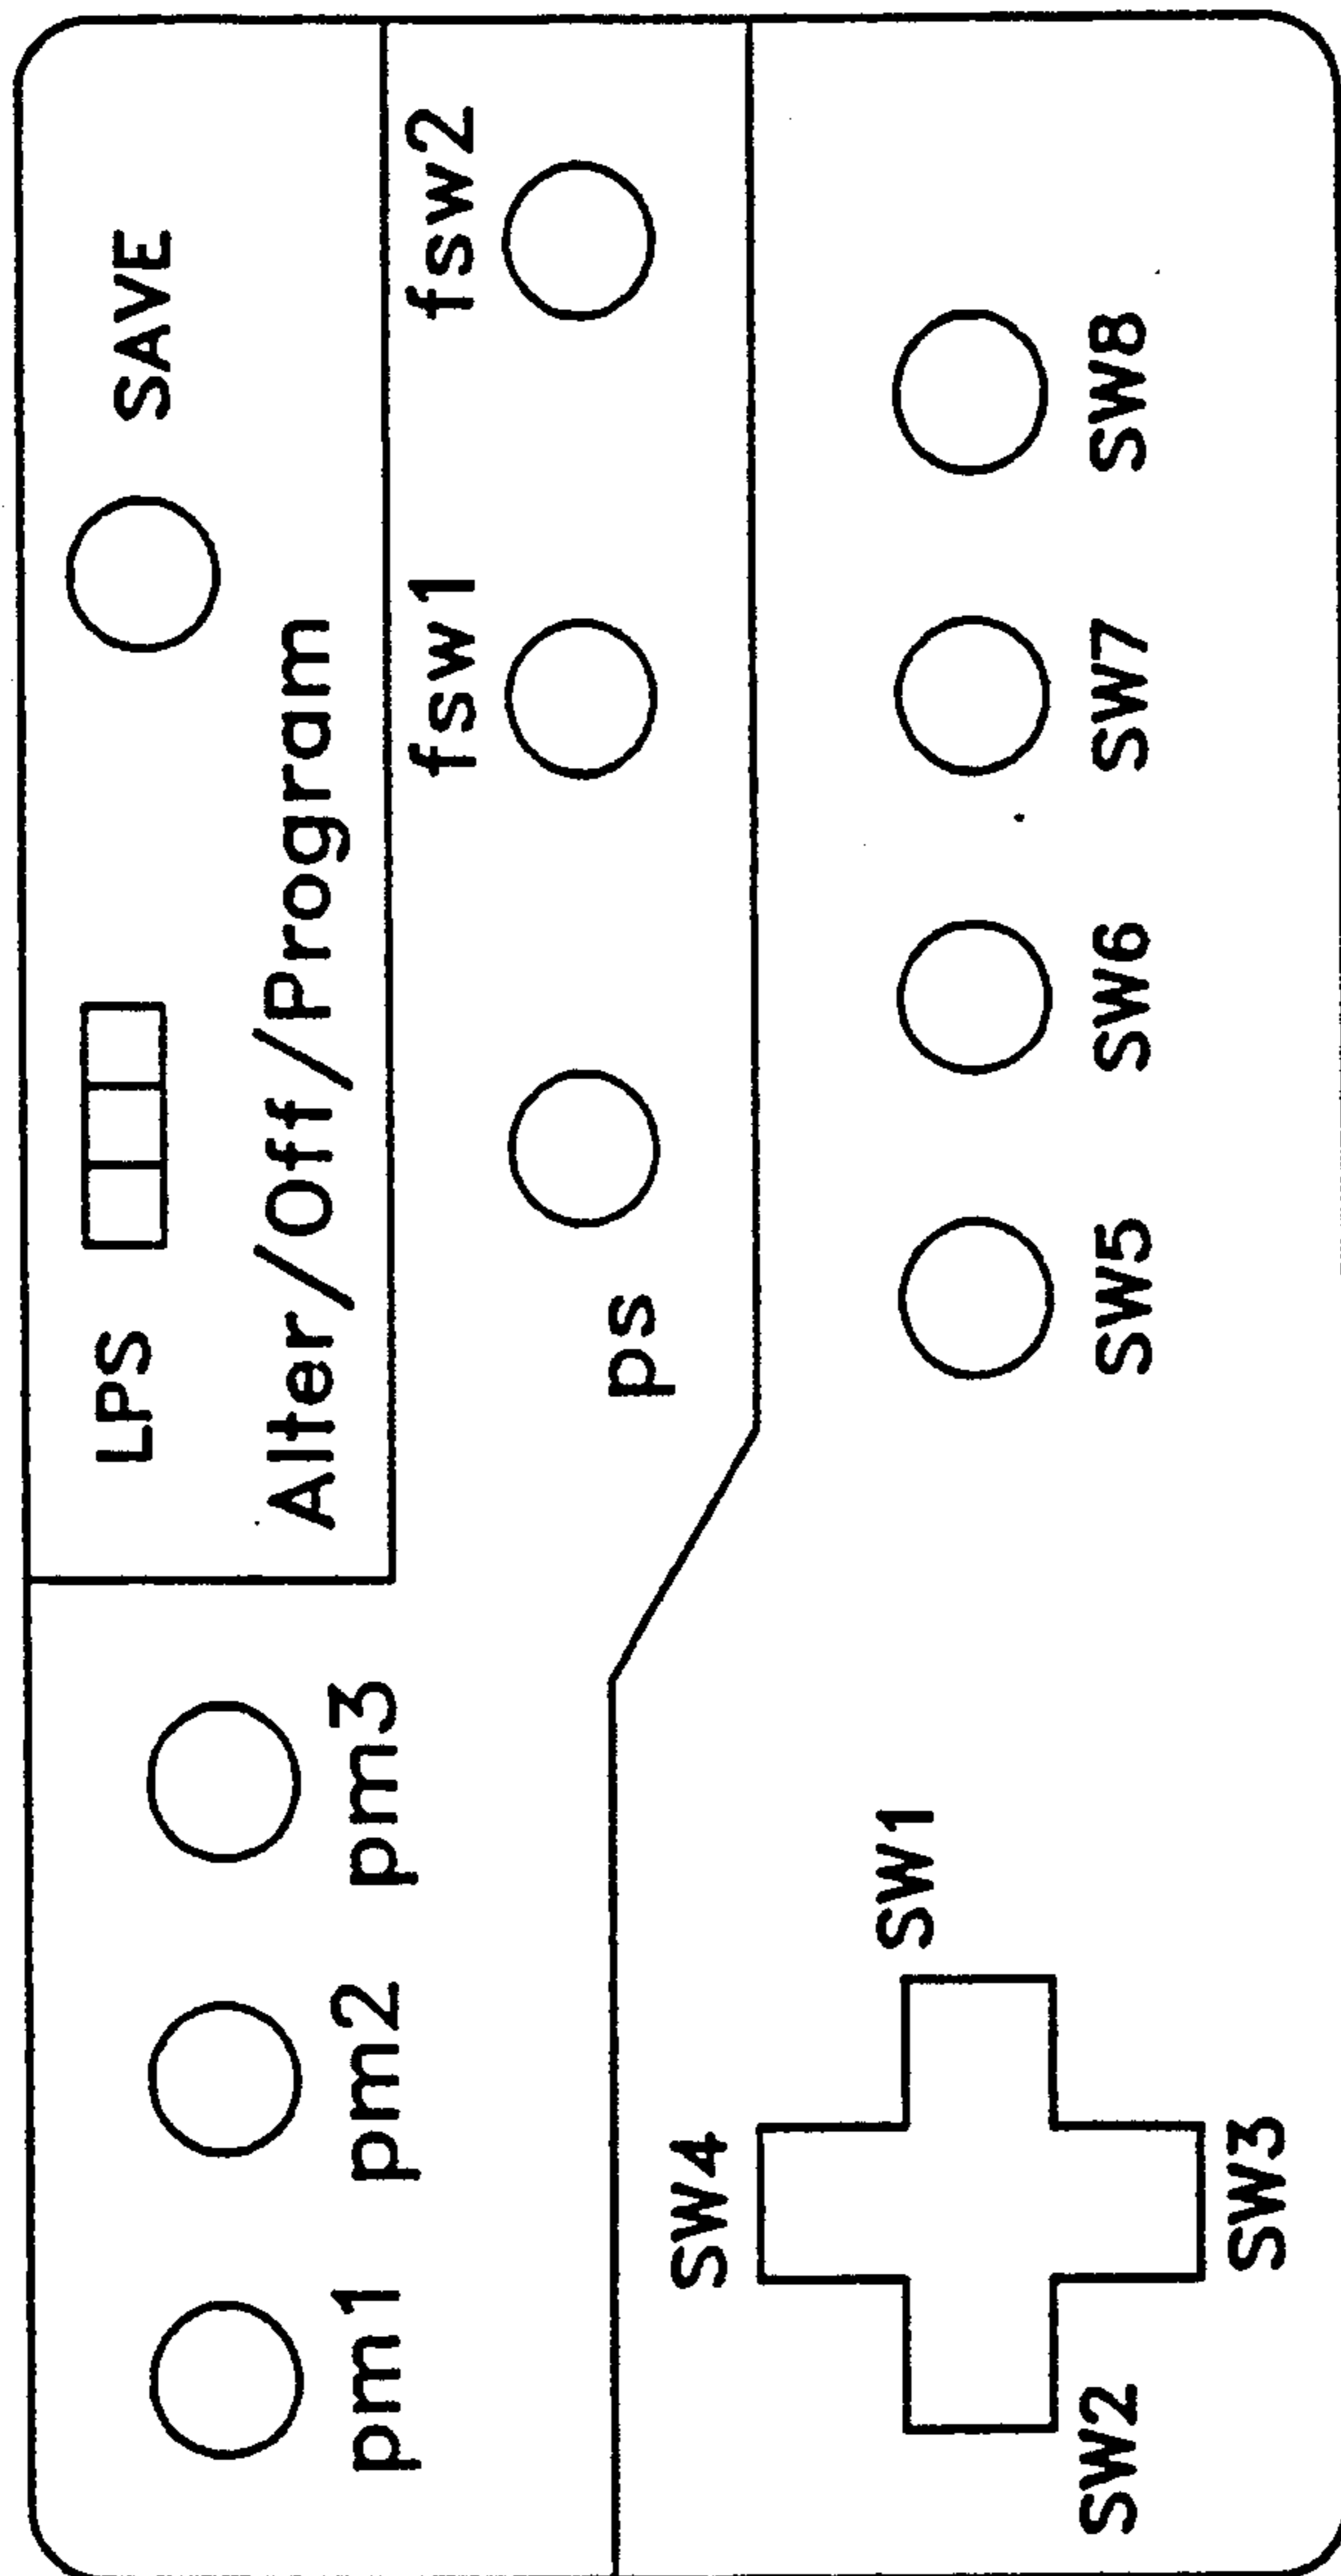 LPS
SAVE
Alter/Off/Program
pm1 pm2 pm3
fsw1 fsw2
ps
SW4
SW1
SW2
SW3
SW5 SW6 SW7 SW8